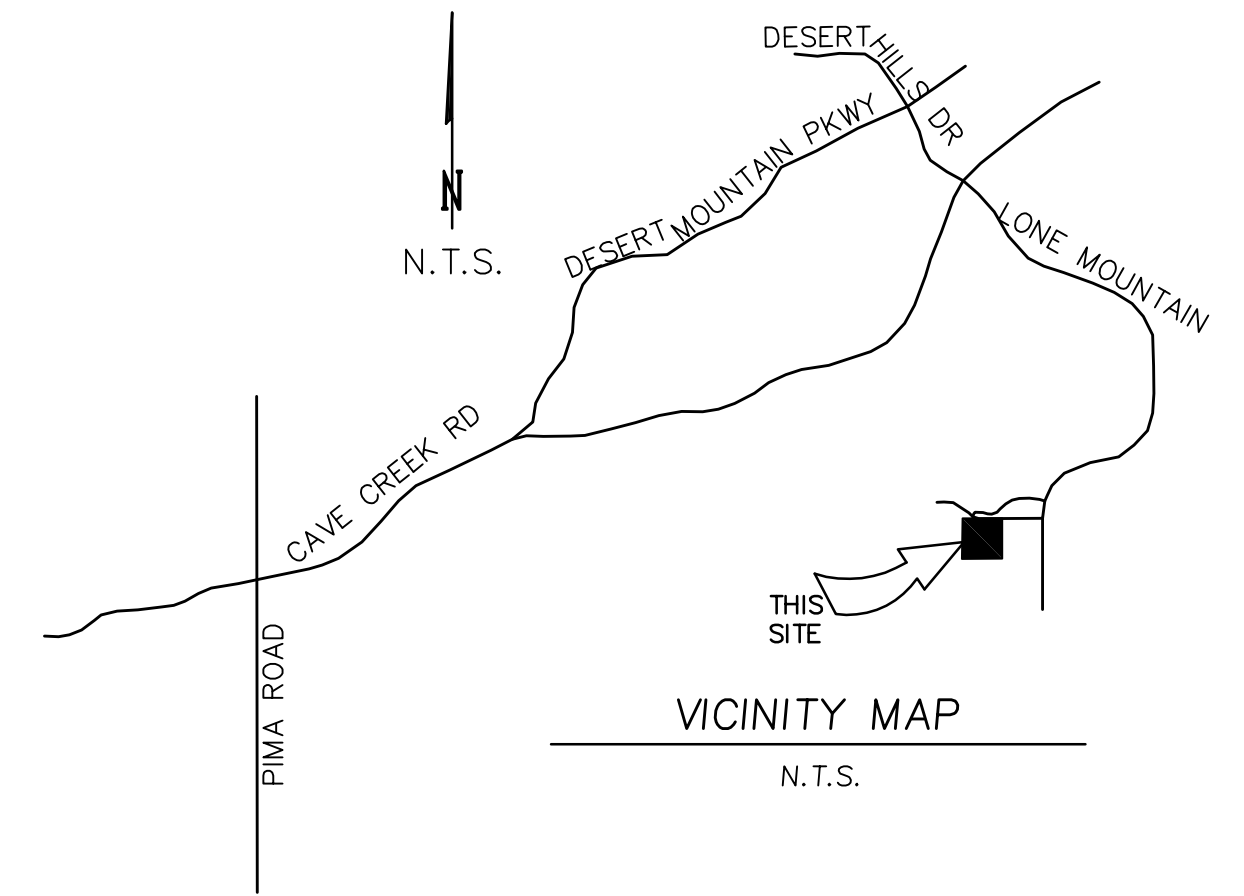 DESERT HILLS DR
DESERT MOUNTAIN PKWY
N
N.T.S.
LONE MOUNTAIN
CAVE CREEK RD
THIS
SITE
PIMA ROAD
VICINITY MAP
N.T.S.